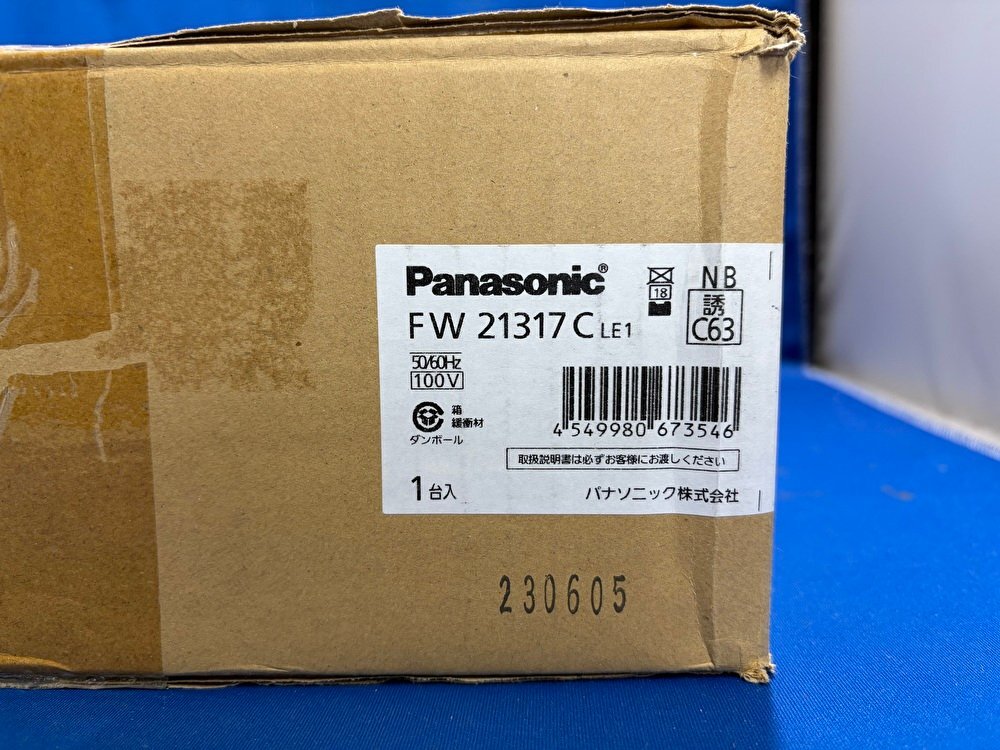 Panasonic®
FW 21317C LE1
18
NB
誘
C63
50/60Hz
100V
箱
緩衝材
ダンボール
4 549980 673546
取扱説明書は必ずお客様にお渡しください
1台入
パナソニック株式会社
230605